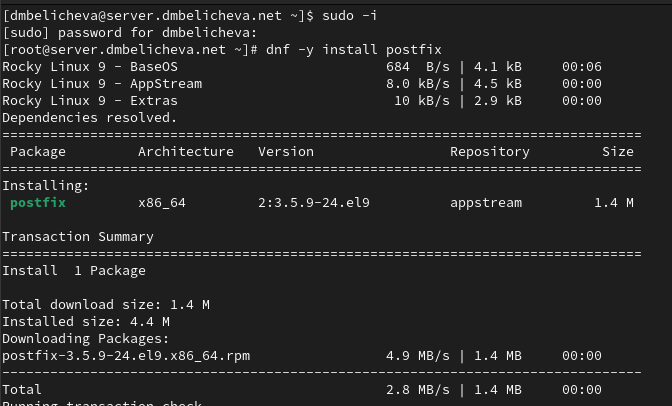 [dmbelicheva@server.dmbelicheva.net ~]$ sudo -i
[sudo] password for dmbelicheva:
[root@server.dmbelicheva.net ~]# dnf -y install postfix
Rocky Linux 9 - BaseOS                          684  B/s | 4.1 kB     00:06
Rocky Linux 9 - AppStream                       8.0 kB/s | 4.5 kB     00:00
Rocky Linux 9 - Extras                           10 kB/s | 2.9 kB     00:00
Dependencies resolved.
================================================================================
 Package         Architecture   Version                 Repository         Size
================================================================================
Installing:
 postfix         x86_64         2:3.5.9-24.el9          appstream         1.4 M

Transaction Summary
================================================================================
Install  1 Package

Total download size: 1.4 M
Installed size: 4.4 M
Downloading Packages:
postfix-3.5.9-24.el9.x86_64.rpm                 4.9 MB/s | 1.4 MB     00:00
--------------------------------------------------------------------------------
Total                                           2.8 MB/s | 1.4 MB     00:00
Running transaction check